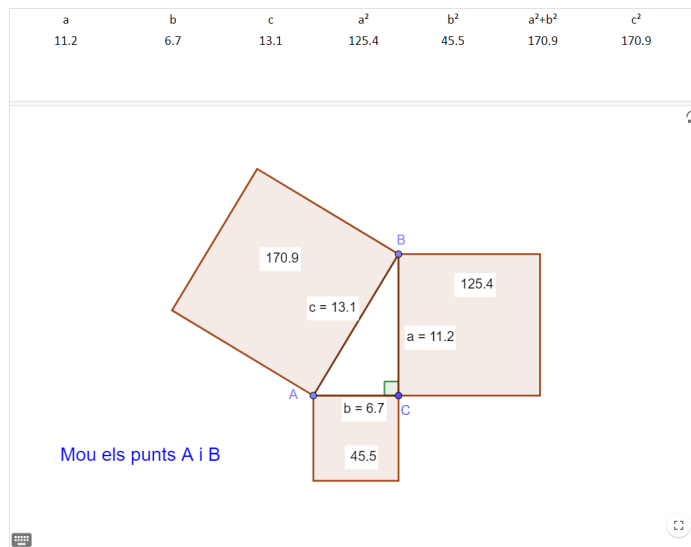 a b c a² b² a²+b² c²
11.2 6.7 13.1 125.4 45.5 170.9 170.9
B
170.9
125.4
c = 13.1
a = 11.2
A
b = 6.7
C
Mou els punts A i B
45.5